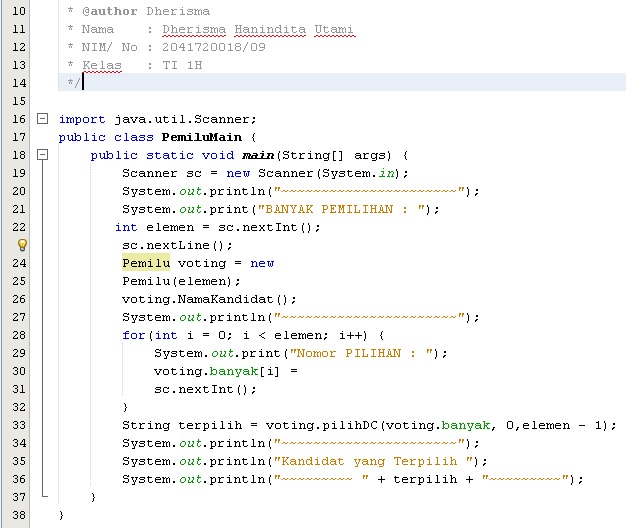 10 * @author Dherisma
11 * Nama    : Dherisma Hanindita Utami
12 * NIM/ No : 2041720018/09
13 * Kelas   : TI 1H
14 */
15
16 import java.util.Scanner;
17 public class PemiluMain {
18     public static void main(String[] args) {
19         Scanner sc = new Scanner(System.in);
20         System.out.println("~~~~~~~~~~~~~~~~~~~~~~");
21         System.out.print("BANYAK PEMILIHAN : ");
22        int elemen = sc.nextInt();
        sc.nextLine();
24         Pemilu voting = new
25         Pemilu(elemen);
26         voting.NamaKandidat();
27         System.out.println("~~~~~~~~~~~~~~~~~~~~~~");
28         for(int i = 0; i < elemen; i++) {
29             System.out.print("Nomor PILIHAN : ");
30             voting.banyak[i] =
31             sc.nextInt();
32         }
33         String terpilih = voting.pilihDC(voting.banyak, 0,elemen - 1);
34         System.out.println("~~~~~~~~~~~~~~~~~~~~~~");
35         System.out.println("Kandidat yang Terpilih ");
36         System.out.println("~~~~~~~~~ " + terpilih + "~~~~~~~~~");
37     }
38 }